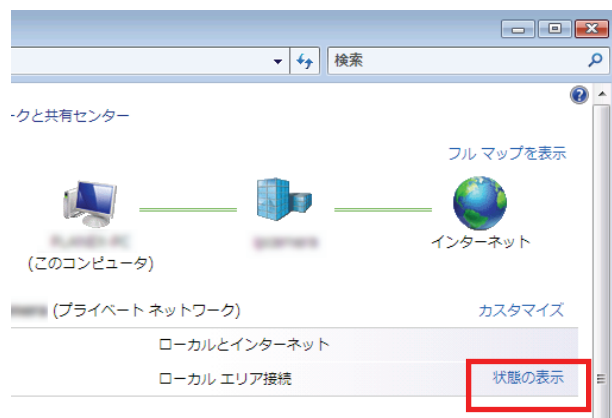 検索
-クと共有センター
フル マップを表示
インターネット
(このコンピュータ)
(プライベート ネットワーク) カスタマイズ
ローカルとインターネット
ローカル エリア接続 状態の表示